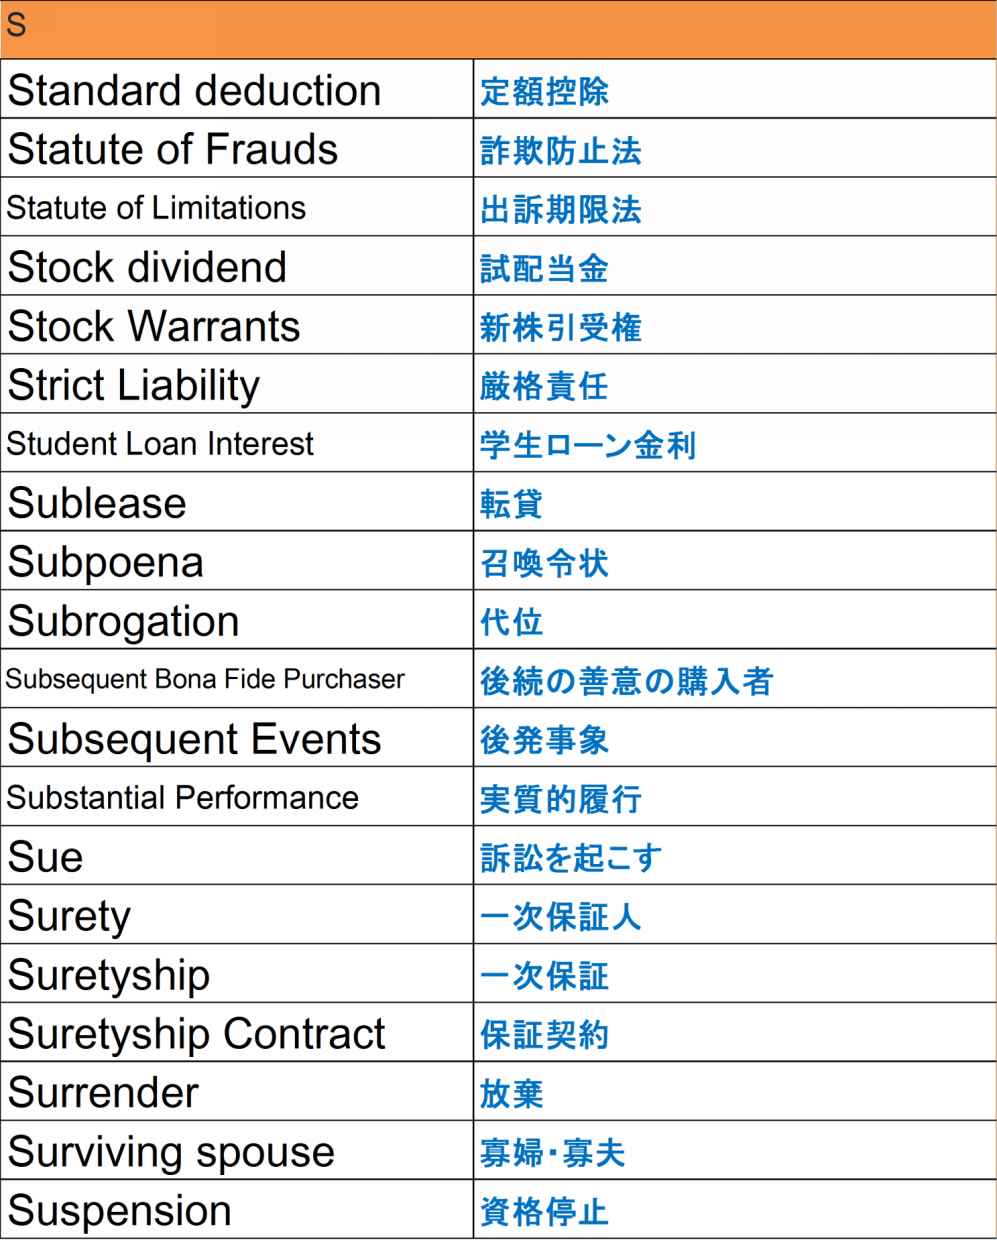 S
Standard deduction 定額控除
Statute of Frauds 詐欺防止法
Statute of Limitations 出訴期限法
Stock dividend 試配当金
Stock Warrants 新株引受権
Strict Liability 厳格責任
Student Loan Interest 学生ローン金利
Sublease 転貸
Subpoena 召喚令状
Subrogation 代位
Subsequent Bona Fide Purchaser 後続の善意の購入者
Subsequent Events 後発事象
Substantial Performance 実質的履行
Sue 訴訟を起こす
Surety 一次保証人
Suretyship 一次保証
Suretyship Contract 保証契約
Surrender 放棄
Surviving spouse 寡婦・寡夫
Suspension 資格停止